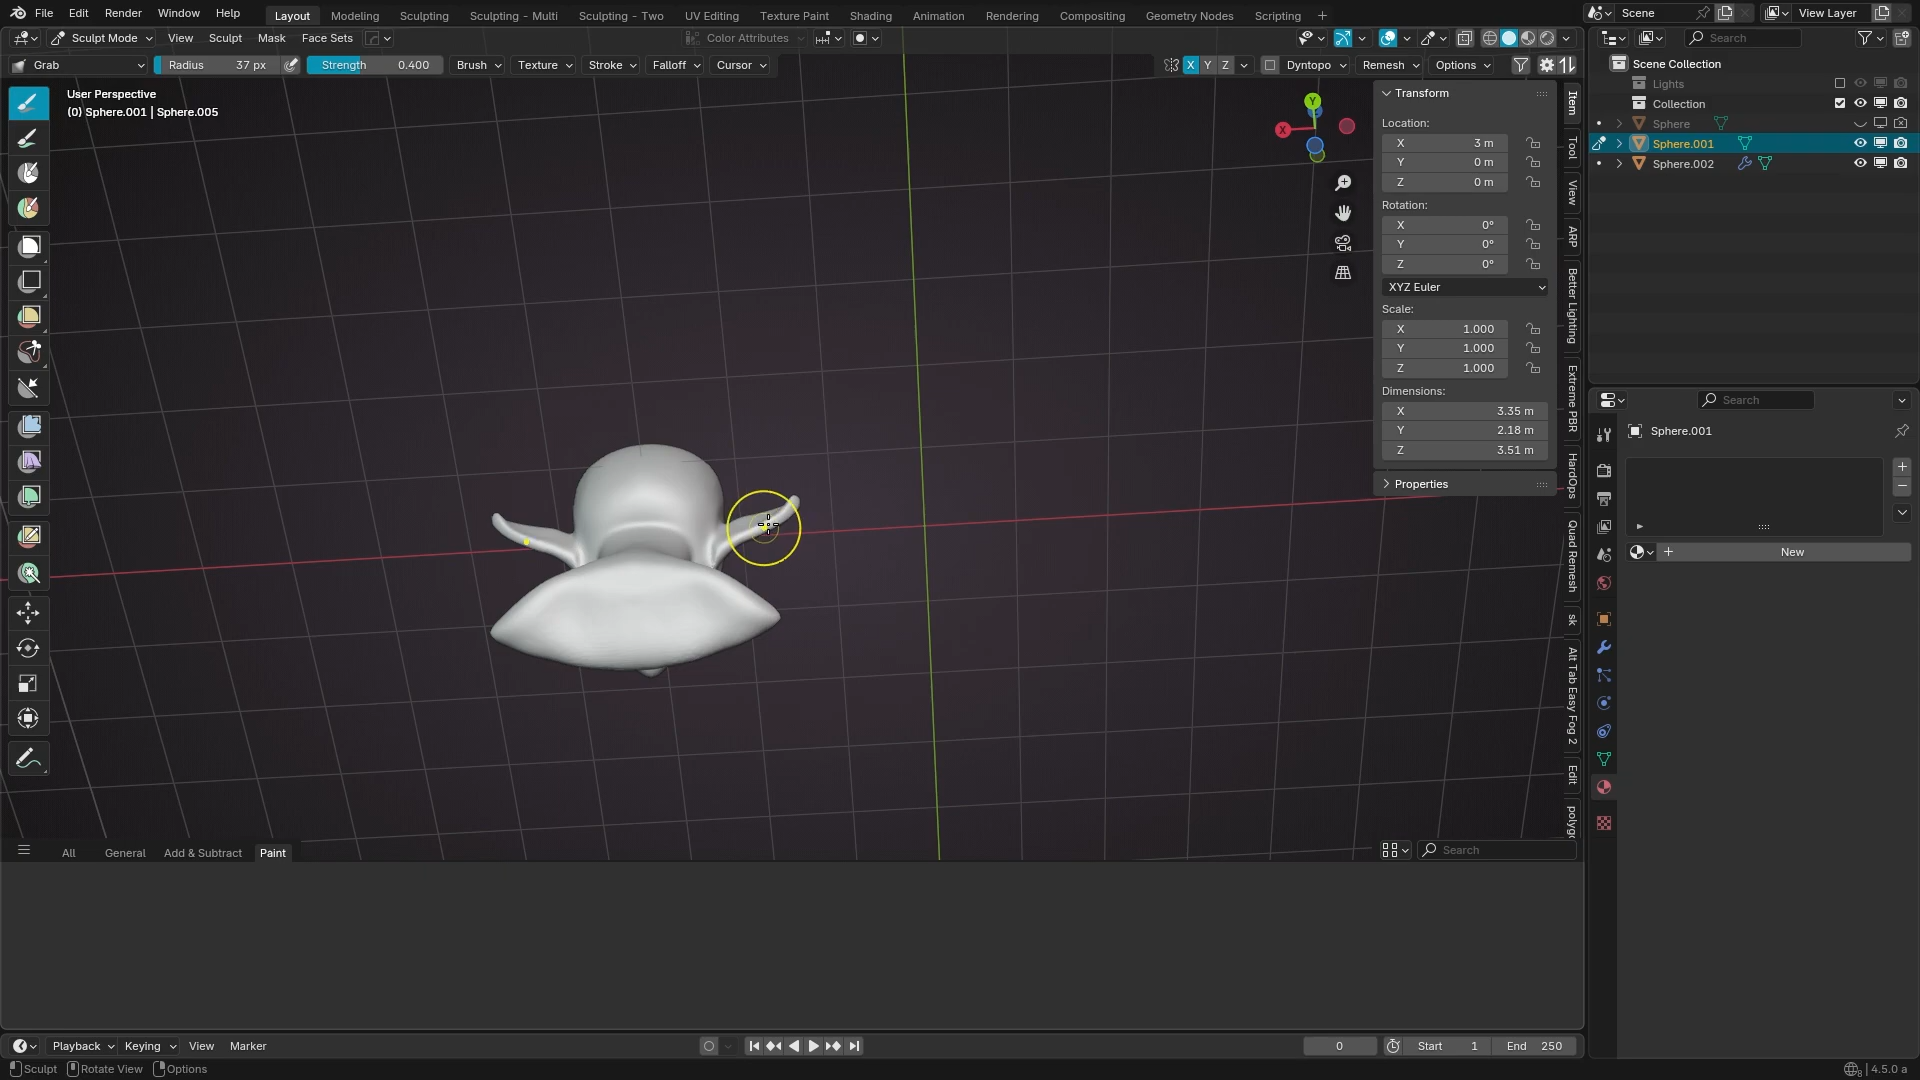 File Edit Render Window Help Layout Modeling Sculpting Sculpting - Multi Sculpting - Two UV Editing Texture Paint Shading Animation Rendering Compositing Geometry Nodes Scripting + Scene View Layer
Sculpt Mode View Sculpt Mask Face Sets Color Attributes Search
Grab Radius 37 px Strength 0.400 Brush Texture Stroke Falloff Cursor X Y Z Dyntopo Remesh Options
User Perspective
(0) Sphere.001 | Sphere.005
Y
X
Transform
Location:
X 3 m
Y 0 m
Z 0 m
Rotation:
X 0°
Y 0°
Z 0°
XYZ Euler
Scale:
X 1.000
Y 1.000
Z 1.000
Dimensions:
X 3.35 m
Y 2.18 m
Z 3.51 m
Properties
Item
Tool
View
ARP
Better Lighting
Extreme PBR
HardOps
Quad Remesh
sk
Alt Tab Easy Fog 2
Edit
polyg
Scene Collection
Lights
Collection
Sphere
Sphere.001
Sphere.002
Search
Sphere.001
+
−
+ New
All General Add & Subtract Paint Search
Playback Keying View Marker 0 Start 1 End 250
Sculpt Rotate View Options 4.5.0 a